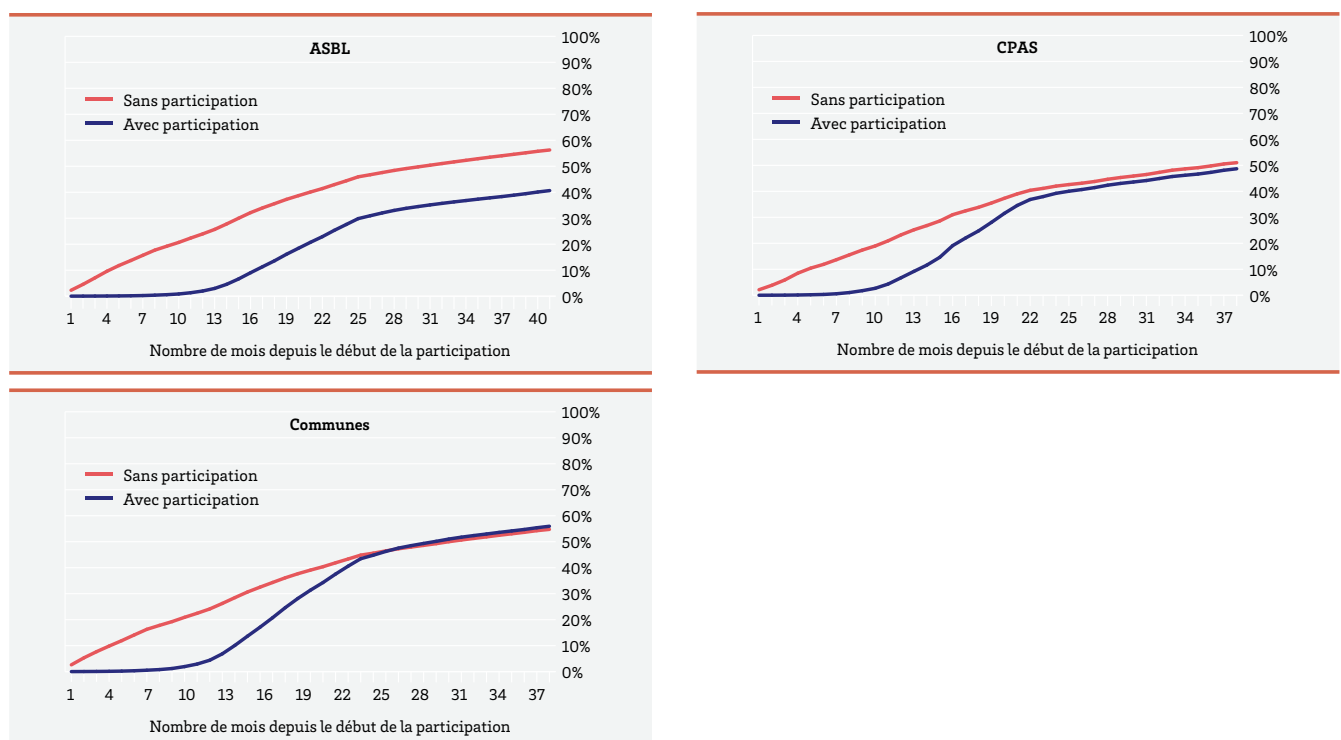 ASBL
Sans participation
Avec participation
100%
90%
80%
70%
60%
50%
40%
30%
20%
10%
0%
1 4 7 10 13 16 19 22 25 28 31 34 37 40
Nombre de mois depuis le début de la participation
CPAS
Sans participation
Avec participation
100%
90%
80%
70%
60%
50%
40%
30%
20%
10%
0%
1 4 7 10 13 16 19 22 25 28 31 34 37
Nombre de mois depuis le début de la participation
Communes
Sans participation
Avec participation
100%
90%
80%
70%
60%
50%
40%
30%
20%
10%
0%
1 4 7 10 13 16 19 22 25 28 31 34 37
Nombre de mois depuis le début de la participation